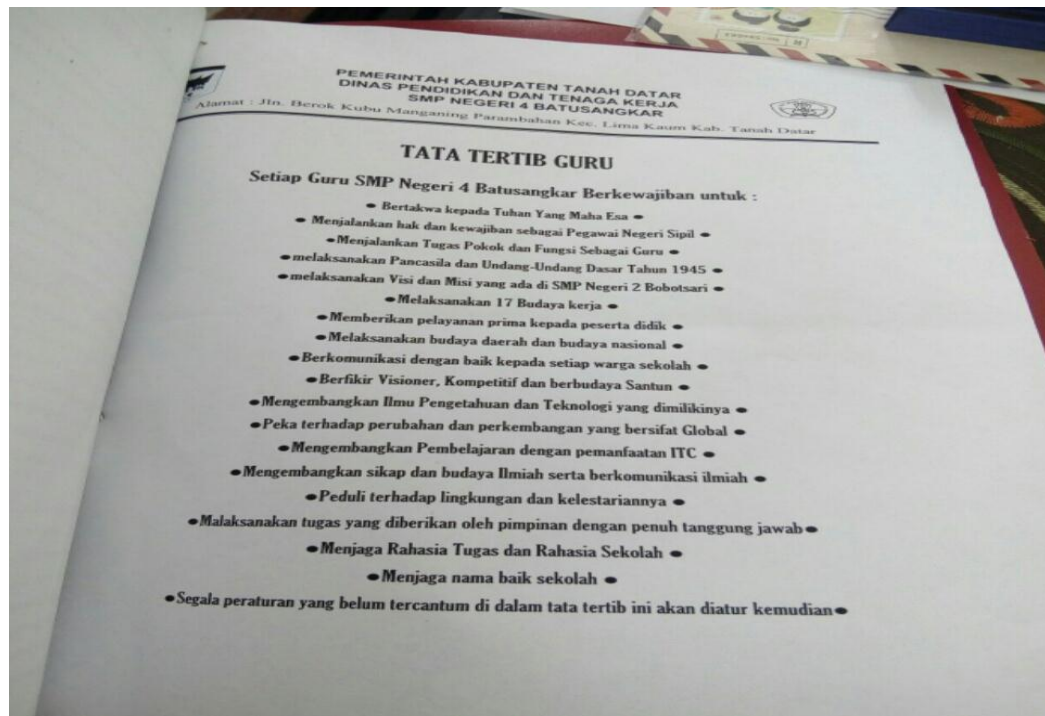 PEMERINTAH KABUPATEN TANAH DATAR
DINAS PENDIDIKAN DAN TENAGA KERJA
SMP NEGERI 4 BATUSANGKAR
Alamat : Jln. Berok Kubu Manganing Parambahan Kec. Lima Kaum Kab. Tanah Datar
TATA TERTIB GURU
Setiap Guru SMP Negeri 4 Batusangkar Berkewajiban untuk :
● Bertakwa kepada Tuhan Yang Maha Esa ●
● Menjalankan hak dan kewajiban sebagai Pegawai Negeri Sipil ●
●Menjalankan Tugas Pokok dan Fungsi Sebagai Guru ●
●melaksanakan Pancasila dan Undang-Undang Dasar Tahun 1945 ●
●melaksanakan Visi dan Misi yang ada di SMP Negeri 2 Bobotsari ●
●Melaksanakan 17 Budaya kerja ●
●Memberikan pelayanan prima kepada peserta didik ●
●Melaksanakan budaya daerah dan budaya nasional ●
●Berkomunikasi dengan baik kepada setiap warga sekolah ●
●Berfikir Visioner, Kompetitif dan berbudaya Santun ●
●Mengembangkan Ilmu Pengetahuan dan Teknologi yang dimilikinya ●
●Peka terhadap perubahan dan perkembangan yang bersifat Global ●
●Mengembangkan Pembelajaran dengan pemanfaatan ITC ●
●Mengembangkan sikap dan budaya Ilmiah serta berkomunikasi ilmiah ●
●Peduli terhadap lingkungan dan kelestariannya ●
●Malaksanakan tugas yang diberikan oleh pimpinan dengan penuh tanggung jawab●
●Menjaga Rahasia Tugas dan Rahasia Sekolah ●
●Menjaga nama baik sekolah ●
●Segala peraturan yang belum tercantum di dalam tata tertib ini akan diatur kemudian●